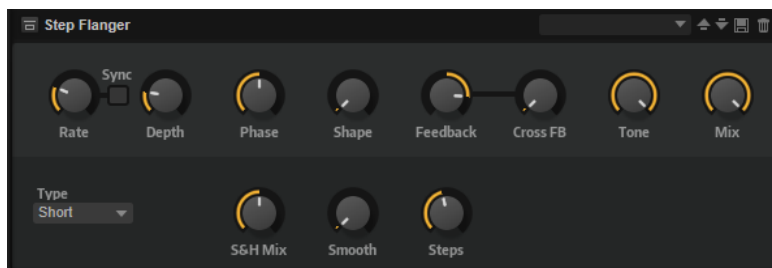 Step Flanger
Sync
Rate Depth Phase Shape Feedback Cross FB Tone Mix
Type
Short
S&H Mix Smooth Steps